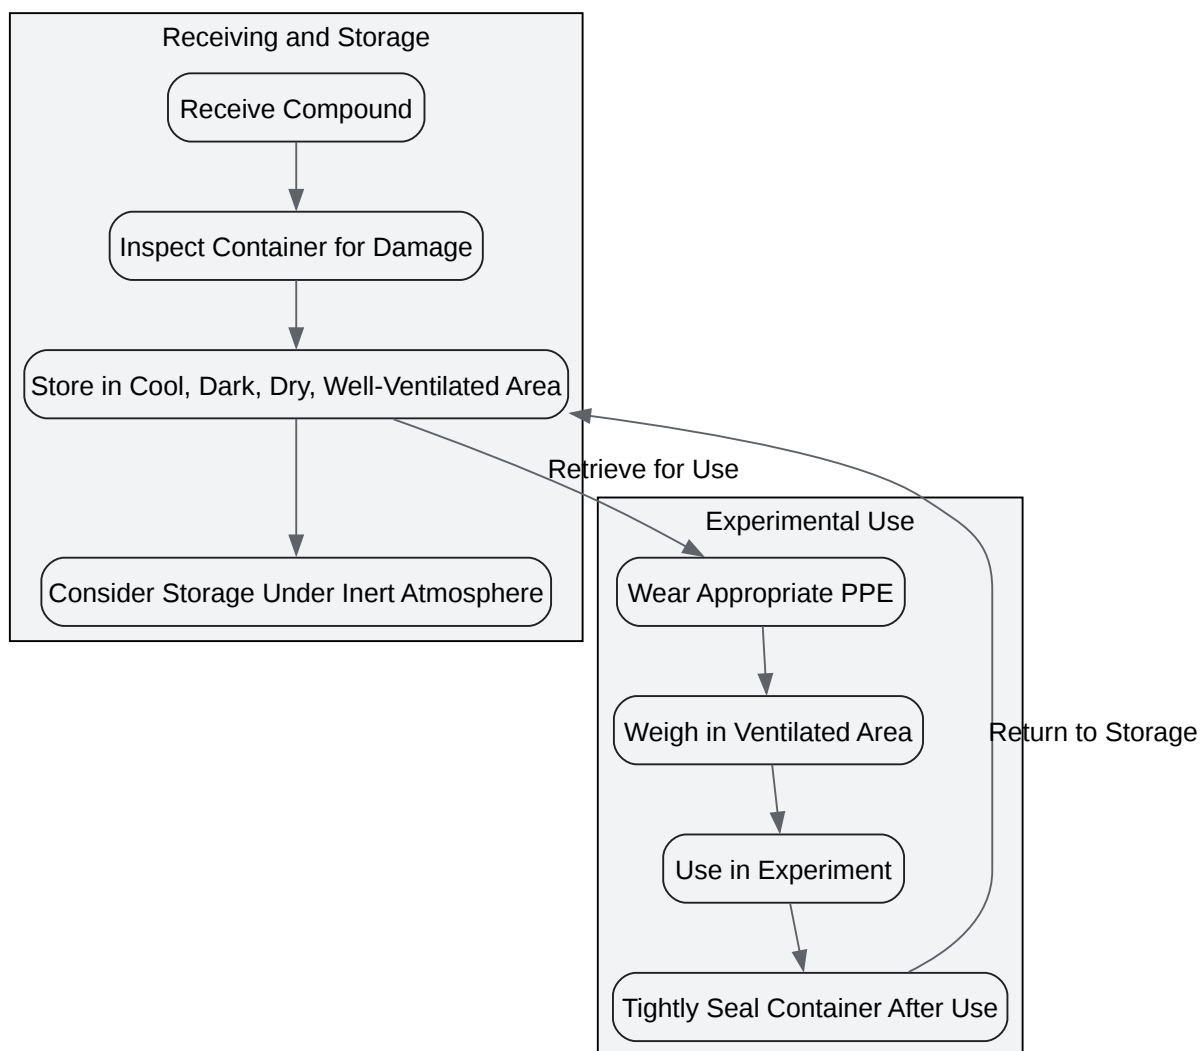 Receiving and Storage
Receive Compound
Inspect Container for Damage
Store in Cool, Dark, Dry, Well-Ventilated Area
Retrieve for Use
Consider Storage Under Inert Atmosphere
Experimental Use
Wear Appropriate PPE
Weigh in Ventilated Area
Return to Storage
Use in Experiment
Tightly Seal Container After Use